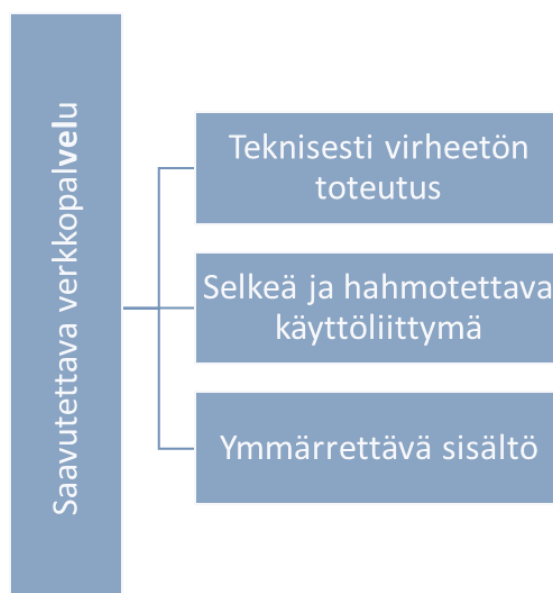 Saavutettava verkkopalvelu
Teknisesti virheetön
toteutus
Selkeä ja hahmotettava
käyttöliittymä
Ymmärrettävä sisältö